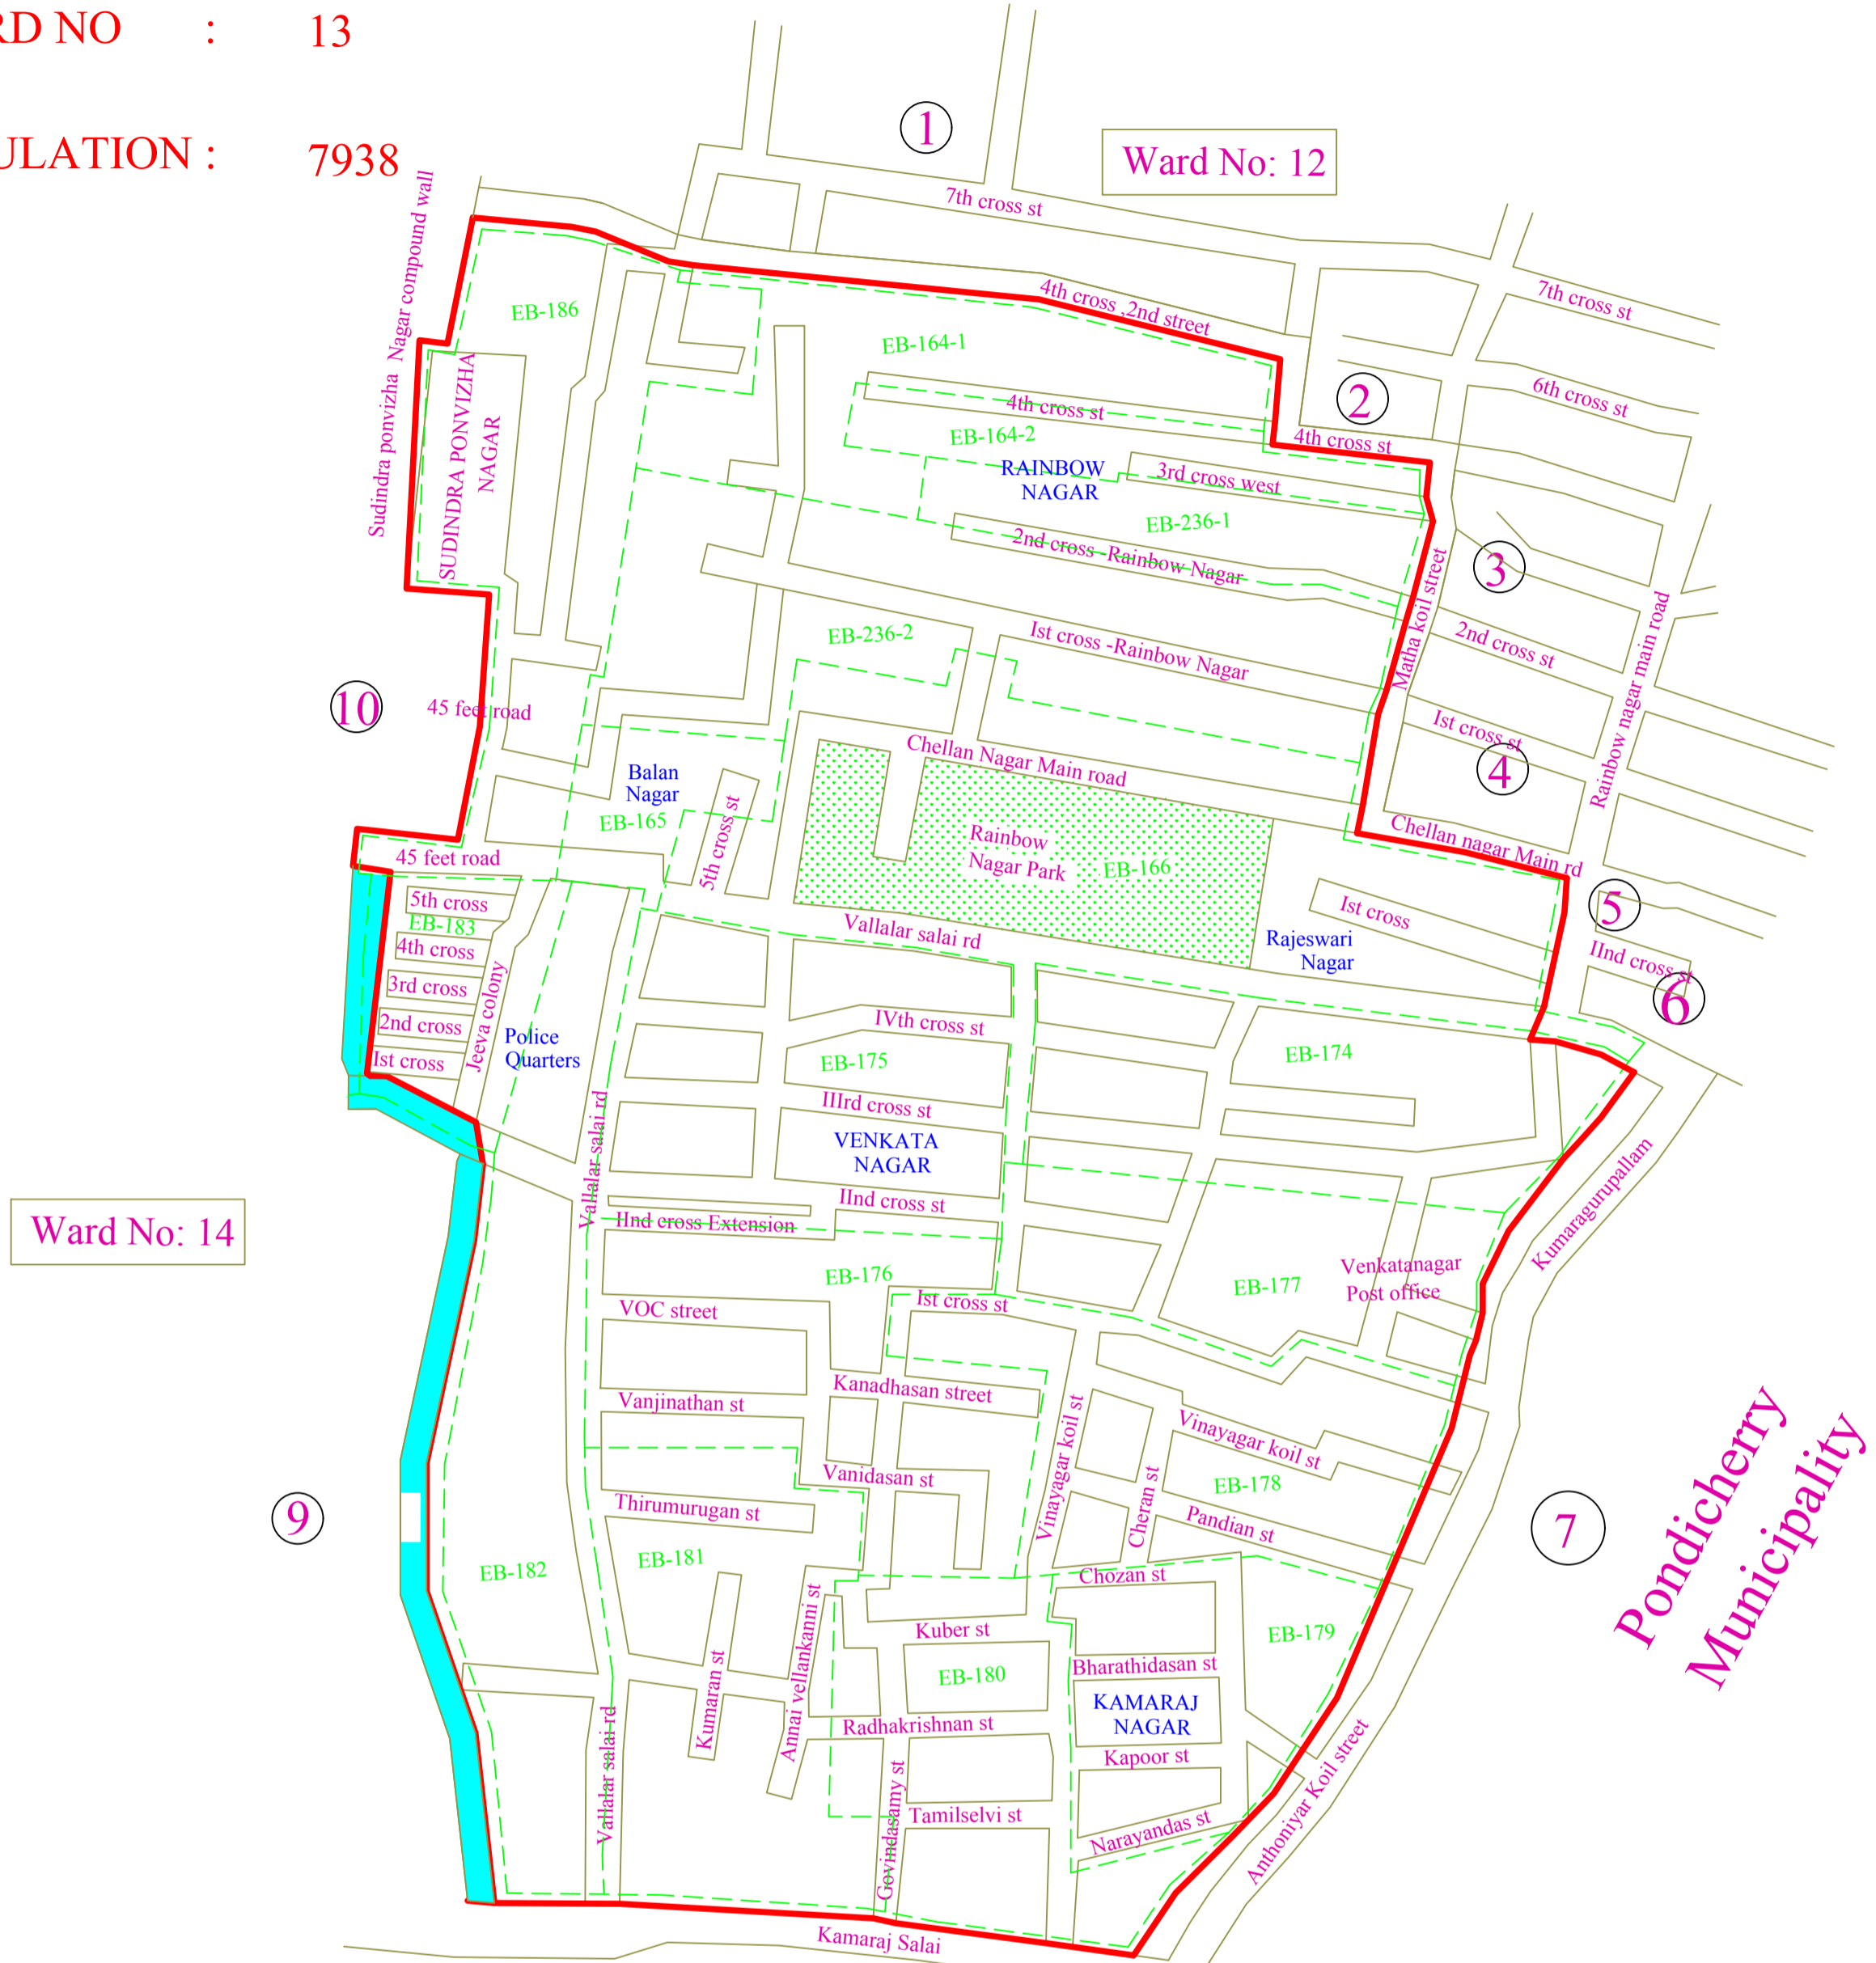 RD NO : 13
ULATION : 7938
1
Ward No: 12
7th cross st
Sudindra ponvizha Nagar compound wall
4th cross ,2nd street
7th cross st
EB-186
EB-164-1
2
6th cross st
4th cross st
SUDINDRA PONVIZHA
NAGAR
EB-164-2
4th cross st
RAINBOW
NAGAR
3rd cross west
EB-236-1
2nd cross -Rainbow Nagar
3
Matha koil street
EB-236-2
Ist cross -Rainbow Nagar
2nd cross st
Rainbow nagar main road
10
45 feet road
Ist cross st
Chellan Nagar Main road
4
Balan
Nagar
EB-165
5th cross st
Rainbow
Nagar Park
EB-166
Chellan nagar Main rd
45 feet road
5th cross
EB-183
4th cross
3rd cross
2nd cross
Ist cross
Jeeva colony
Police
Quarters
Vallalar salai rd
Ist cross
5
Rajeswari
Nagar
IInd cross st
6
IVth cross st
EB-175
EB-174
IIIrd cross st
VENKATA
NAGAR
Vallalar salai rd
IInd cross st
IInd cross Extension
Kumaragurupallam
Ward No: 14
EB-176
EB-177
Venkatanagar
Post office
Ist cross st
VOC street
Kanadhasan street
Vanjinathan st
Vinayagar koil st
Vinayagar koil st
Vanidasan st
EB-178
Cheran st
Thirumurugan st
Pandian st
9
7
Pondicherry
Municipality
EB-182
EB-181
Chozan st
Annai vellankanni st
Kuber st
EB-179
EB-180
Bharathidasan st
Kumaran st
KAMARAJ
NAGAR
Radhakrishnan st
Kapoor st
Vallalar salai rd
Govindasamy st
Tamilselvi st
Narayandas st
Anthoniyar Koil street
Kamaraj Salai